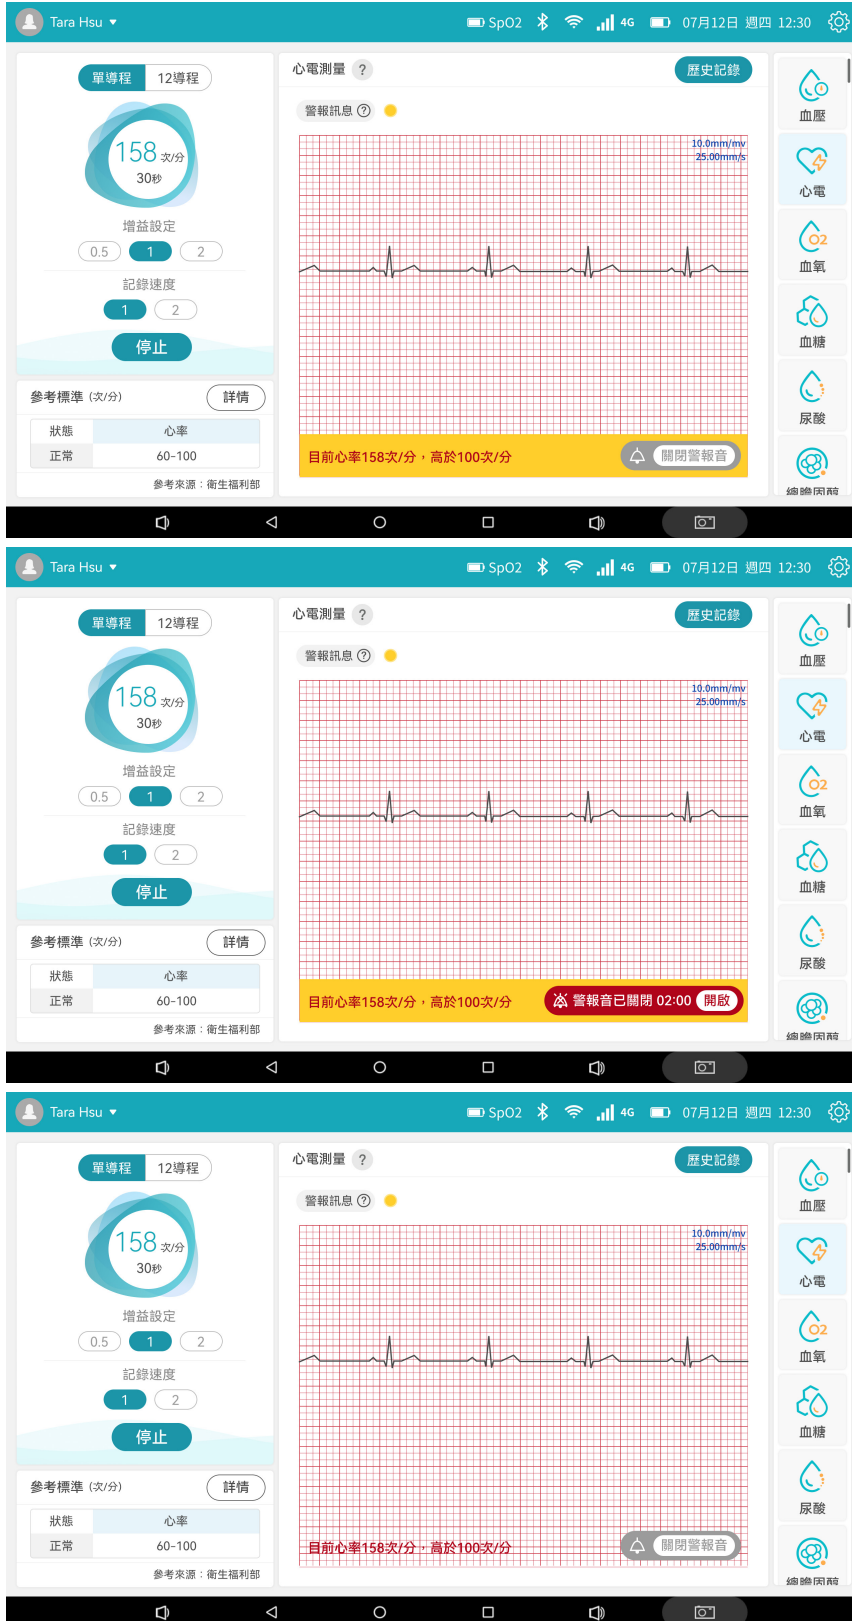 Tara Hsu
SpO2 4G 07月12日 週四 12:30
單導程 12導程
158 次/分
30秒
增益設定
0.5 1 2
記錄速度
1 2
停止
參考標準 (次/分) 詳情
狀態 心率
正常 60-100
參考來源：衛生福利部
心電測量 ? 歷史記錄
警報訊息 ?
10.0mm/mv
25.00mm/s
目前心率158次/分，高於100次/分 關閉警報音
血壓
心電
O2
血氧
血糖
尿酸
總膽固醇
Tara Hsu
SpO2 4G 07月12日 週四 12:30
單導程 12導程
158 次/分
30秒
增益設定
0.5 1 2
記錄速度
1 2
停止
參考標準 (次/分) 詳情
狀態 心率
正常 60-100
參考來源：衛生福利部
心電測量 ? 歷史記錄
警報訊息 ?
10.0mm/mv
25.00mm/s
目前心率158次/分，高於100次/分 警報音已關閉 02:00 開啟
血壓
心電
O2
血氧
血糖
尿酸
總膽固醇
Tara Hsu
SpO2 4G 07月12日 週四 12:30
單導程 12導程
158 次/分
30秒
增益設定
0.5 1 2
記錄速度
1 2
停止
參考標準 (次/分) 詳情
狀態 心率
正常 60-100
參考來源：衛生福利部
心電測量 ? 歷史記錄
警報訊息 ?
10.0mm/mv
25.00mm/s
目前心率158次/分，高於100次/分 關閉警報音
血壓
心電
O2
血氧
血糖
尿酸
總膽固醇